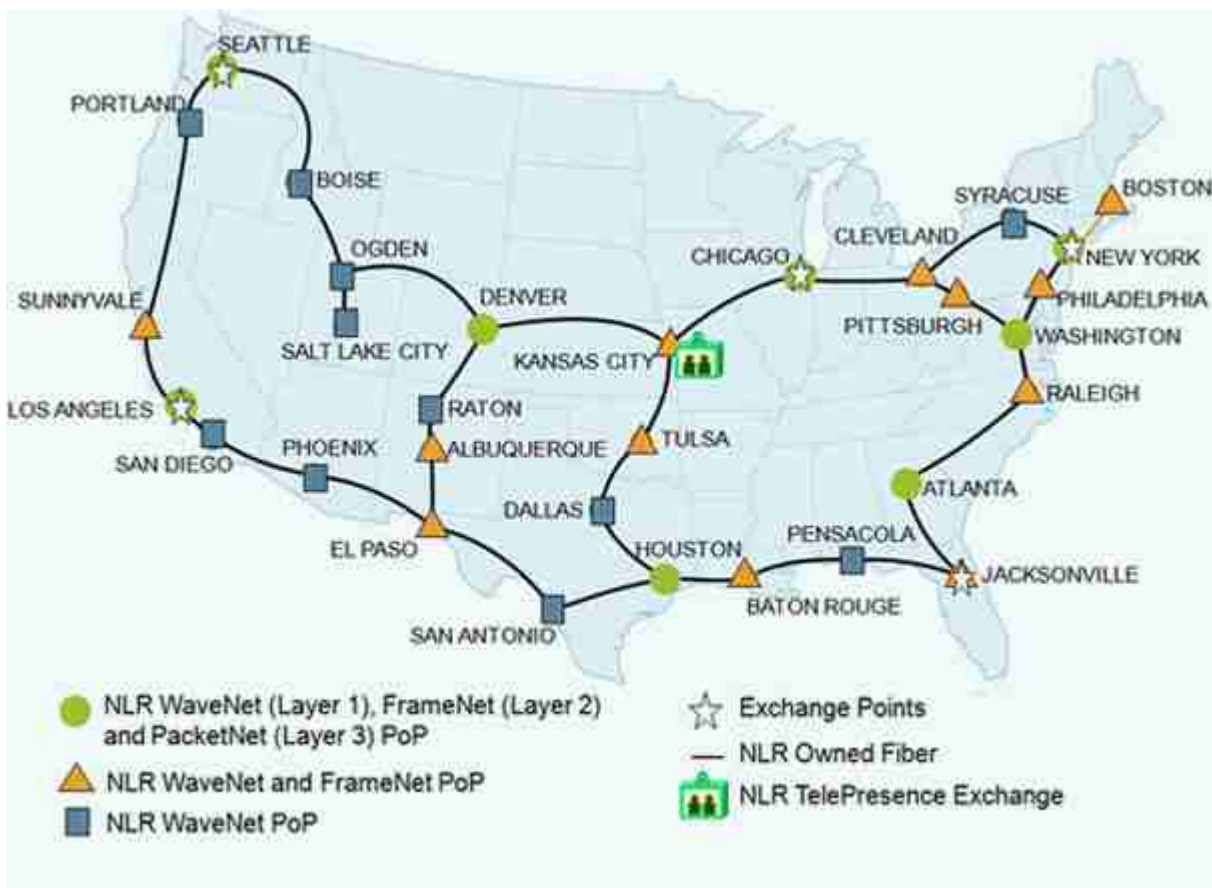 SEATTLE
PORTLAND
BOISE
SYRACUSE
BOSTON
OGDEN
CHICAGO
CLEVELAND
NEW YORK
SUNNYVALE
DENVER
PHILADELPHIA
PITTSBURGH
WASHINGTON
SALT LAKE CITY
KANSAS CITY
LOS ANGELES
RATON
RALEIGH
SAN DIEGO
PHOENIX
ALBUQUERQUE
TULSA
ATLANTA
DALLAS
EL PASO
HOUSTON
PENSACOLA
JACKSONVILLE
BATON ROUGE
SAN ANTONIO
NLR WaveNet (Layer 1), FrameNet (Layer 2)
and PacketNet (Layer 3) PoP
NLR WaveNet and FrameNet PoP
NLR WaveNet PoP
Exchange Points
NLR Owned Fiber
NLR TelePresence Exchange